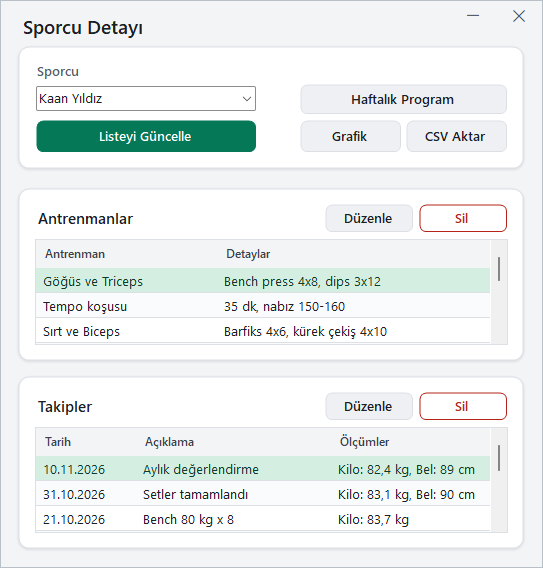 Sporcu Detayı
Sporcu
Kaan Yıldız
Haftalık Program
Listeyi Güncelle
Grafik
CSV Aktar
Antrenmanlar
Düzenle
Sil
Antrenman Detaylar
Göğüs ve Triceps Bench press 4x8, dips 3x12
Tempo koşusu 35 dk, nabız 150-160
Sırt ve Biceps Barfiks 4x6, kürek çekiş 4x10
Takipler
Düzenle
Sil
Tarih Açıklama Ölçümler
10.11.2026 Aylık değerlendirme Kilo: 82,4 kg, Bel: 89 cm
31.10.2026 Setler tamamlandı Kilo: 83,1 kg, Bel: 90 cm
21.10.2026 Bench 80 kg x 8 Kilo: 83,7 kg